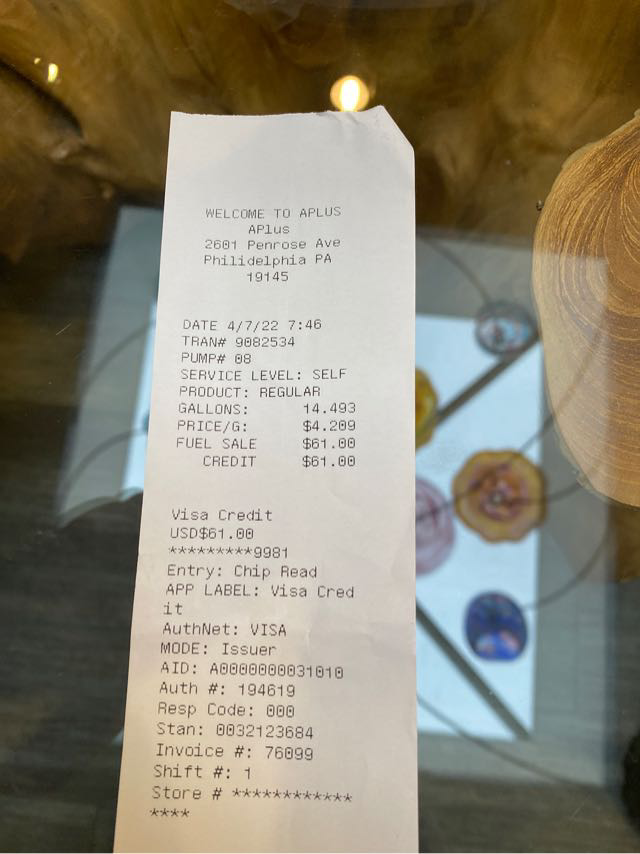 WELCOME TO APLUS
APlus
2601 Penrose Ave
Philidelphia PA
19145
DATE 4/7/22 7:46
TRAN# 9082534
PUMP# 08
SERVICE LEVEL: SELF
PRODUCT: REGULAR
GALLONS: 14.493
PRICE/G: $4.209
FUEL SALE $61.00
CREDIT $61.00
Visa Credit
USD$61.00
*********9981
Entry: Chip Read
APP LABEL: Visa Cred
it
AuthNet: VISA
MODE: Issuer
AID: A0000000031010
Auth #: 194619
Resp Code: 000
Stan: 0032123684
Invoice #: 76099
Shift #: 1
Store # ************
****